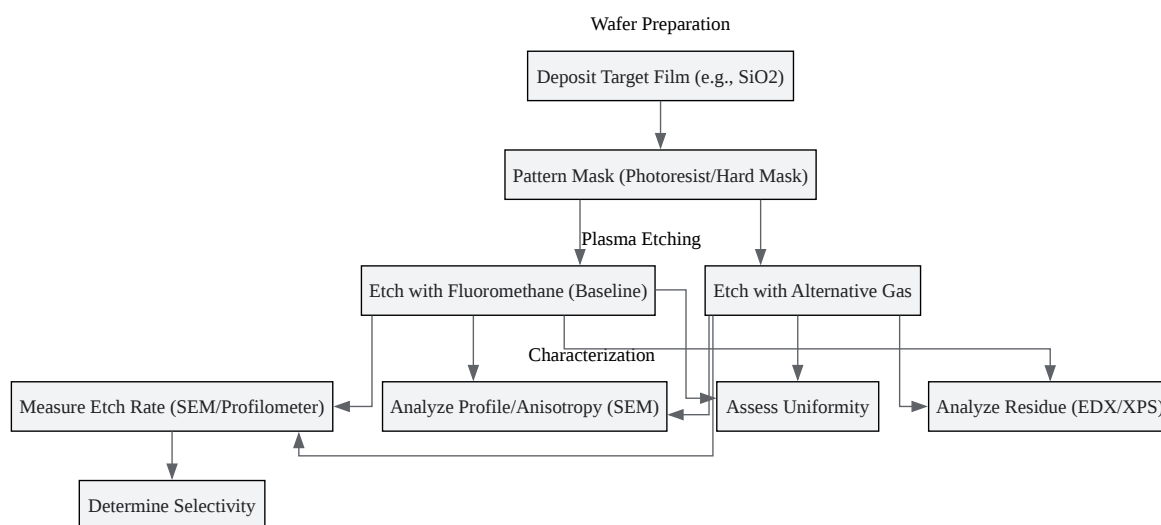 Wafer Preparation
Deposit Target Film (e.g., SiO2)
Pattern Mask (Photoresist/Hard Mask)
Plasma Etching
Etch with Fluoromethane (Baseline)
Etch with Alternative Gas
Characterization
Measure Etch Rate (SEM/Profilometer)
Analyze Profile/Anisotropy (SEM)
Assess Uniformity
Analyze Residue (EDX/XPS)
Determine Selectivity